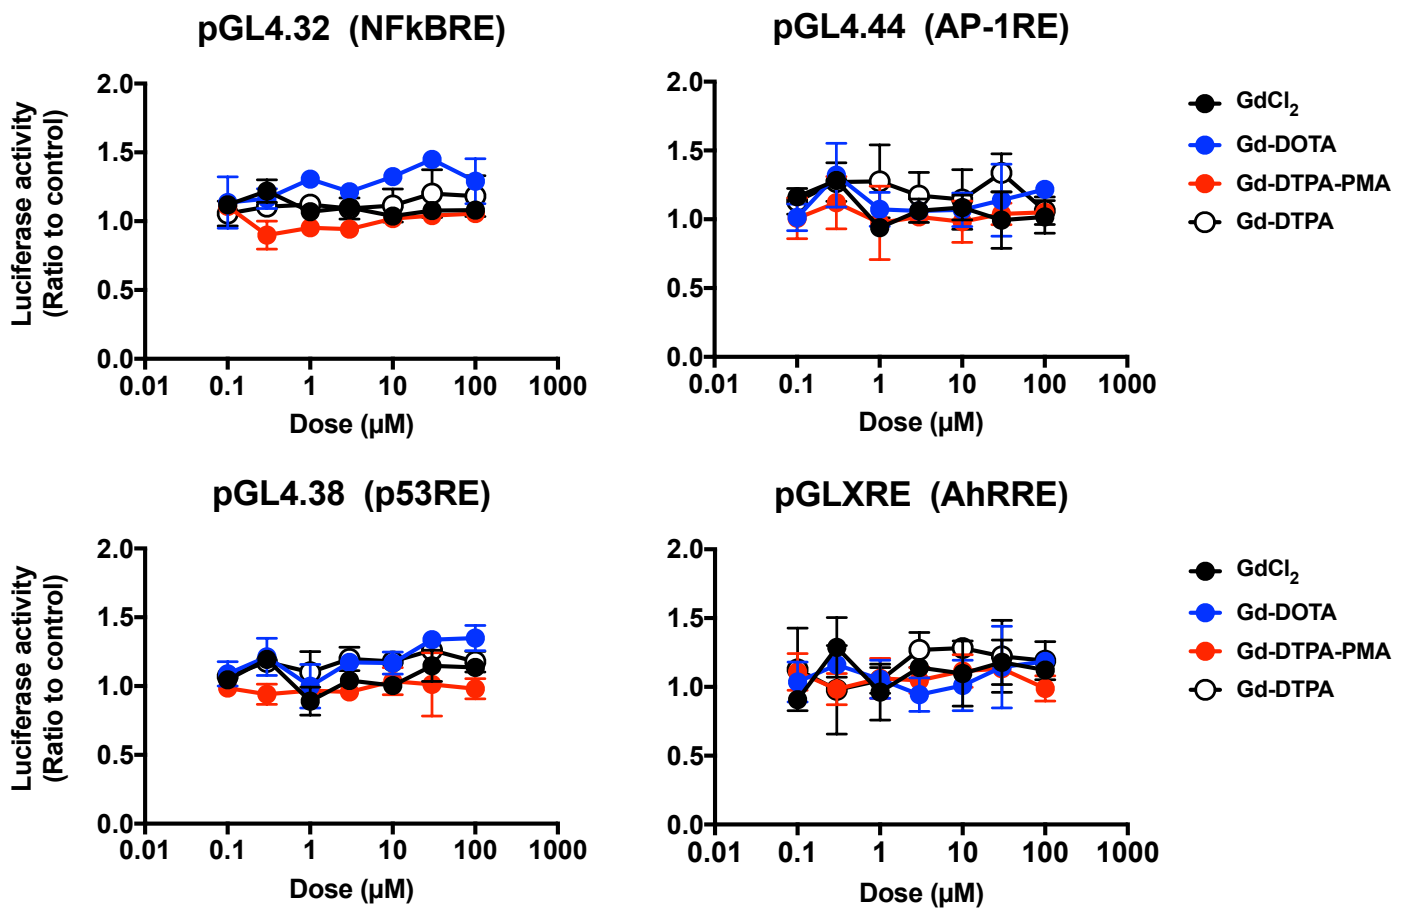 pGL4.32 (NFkBRE)
Luciferase activity
(Ratio to control)
2.0
1.5
1.0
0.5
0.0
0.01 0.1 1 10 100 1000
Dose (µM)
pGL4.44 (AP-1RE)
2.0
1.5
1.0
0.5
0.0
0.01 0.1 1 10 100 1000
Dose (µM)
GdCl2
Gd-DOTA
Gd-DTPA-PMA
Gd-DTPA
pGL4.38 (p53RE)
Luciferase activity
(Ratio to control)
2.0
1.5
1.0
0.5
0.0
0.01 0.1 1 10 100 1000
Dose (µM)
pGLXRE (AhRRE)
2.0
1.5
1.0
0.5
0.0
0.01 0.1 1 10 100 1000
Dose (µM)
GdCl2
Gd-DOTA
Gd-DTPA-PMA
Gd-DTPA